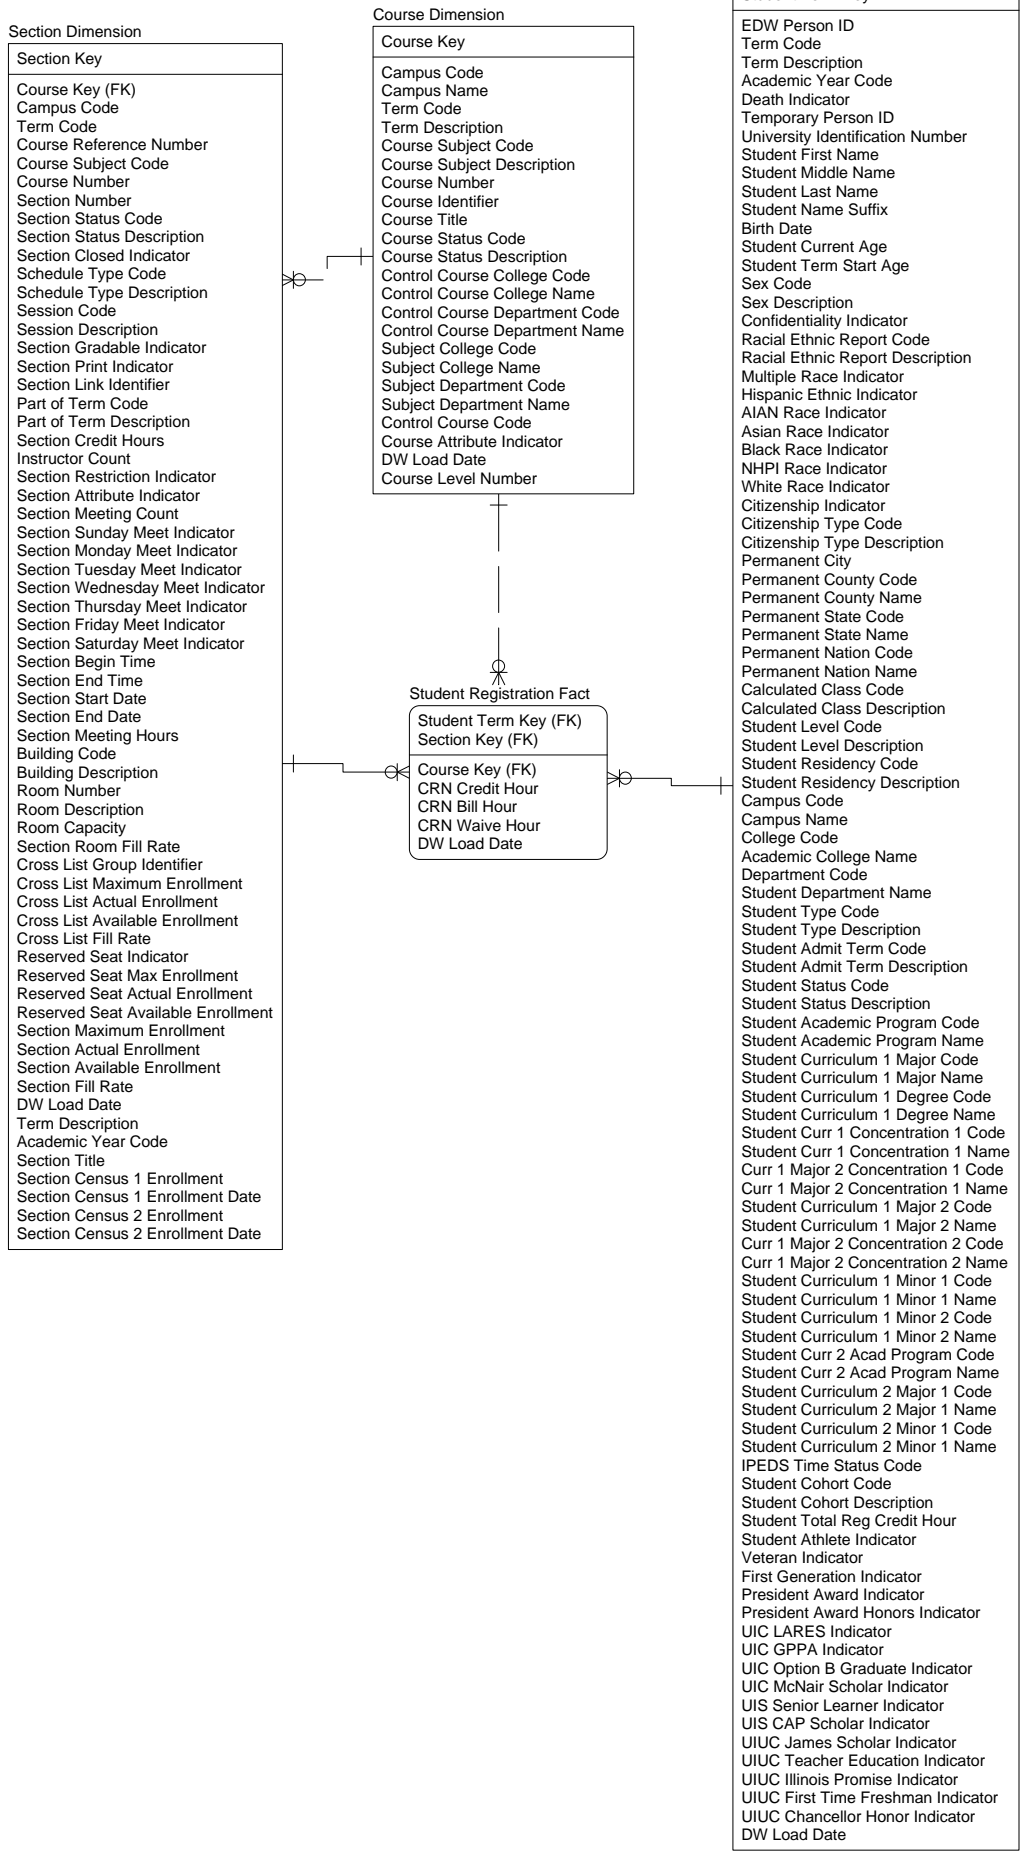 Section Dimension
Section Key
Course Key (FK)
Campus Code
Term Code
Course Reference Number
Course Subject Code
Course Number
Section Number
Section Status Code
Section Status Description
Section Closed Indicator
Schedule Type Code
Schedule Type Description
Session Code
Session Description
Section Gradable Indicator
Section Print Indicator
Section Link Identifier
Part of Term Code
Part of Term Description
Section Credit Hours
Instructor Count
Section Restriction Indicator
Section Attribute Indicator
Section Meeting Count
Section Sunday Meet Indicator
Section Monday Meet Indicator
Section Tuesday Meet Indicator
Section Wednesday Meet Indicator
Section Thursday Meet Indicator
Section Friday Meet Indicator
Section Saturday Meet Indicator
Section Begin Time
Section End Time
Section Start Date
Section End Date
Section Meeting Hours
Building Code
Building Description
Room Number
Room Description
Room Capacity
Section Room Fill Rate
Cross List Group Identifier
Cross List Maximum Enrollment
Cross List Actual Enrollment
Cross List Available Enrollment
Cross List Fill Rate
Reserved Seat Indicator
Reserved Seat Max Enrollment
Reserved Seat Actual Enrollment
Reserved Seat Available Enrollment
Section Maximum Enrollment
Section Actual Enrollment
Section Available Enrollment
Section Fill Rate
DW Load Date
Term Description
Academic Year Code
Section Title
Section Census 1 Enrollment
Section Census 1 Enrollment Date
Section Census 2 Enrollment
Section Census 2 Enrollment Date
Course Dimension
Course Key
Campus Code
Campus Name
Term Code
Term Description
Course Subject Code
Course Subject Description
Course Number
Course Identifier
Course Title
Course Status Code
Course Status Description
Control Course College Code
Control Course College Name
Control Course Department Code
Control Course Department Name
Subject College Code
Subject College Name
Subject Department Code
Subject Department Name
Control Course Code
Course Attribute Indicator
DW Load Date
Course Level Number
Student Registration Fact
Student Term Key (FK)
Section Key (FK)
Course Key (FK)
CRN Credit Hour
CRN Bill Hour
CRN Waive Hour
DW Load Date
EDW Person ID
Term Code
Term Description
Academic Year Code
Death Indicator
Temporary Person ID
University Identification Number
Student First Name
Student Middle Name
Student Last Name
Student Name Suffix
Birth Date
Student Current Age
Student Term Start Age
Sex Code
Sex Description
Confidentiality Indicator
Racial Ethnic Report Code
Racial Ethnic Report Description
Multiple Race Indicator
Hispanic Ethnic Indicator
AIAN Race Indicator
Asian Race Indicator
Black Race Indicator
NHPI Race Indicator
White Race Indicator
Citizenship Indicator
Citizenship Type Code
Citizenship Type Description
Permanent City
Permanent County Code
Permanent County Name
Permanent State Code
Permanent State Name
Permanent Nation Code
Permanent Nation Name
Calculated Class Code
Calculated Class Description
Student Level Code
Student Level Description
Student Residency Code
Student Residency Description
Campus Code
Campus Name
College Code
Academic College Name
Department Code
Student Department Name
Student Type Code
Student Type Description
Student Admit Term Code
Student Admit Term Description
Student Status Code
Student Status Description
Student Academic Program Code
Student Academic Program Name
Student Curriculum 1 Major Code
Student Curriculum 1 Major Name
Student Curriculum 1 Degree Code
Student Curriculum 1 Degree Name
Student Curr 1 Concentration 1 Code
Student Curr 1 Concentration 1 Name
Curr 1 Major 2 Concentration 1 Code
Curr 1 Major 2 Concentration 1 Name
Student Curriculum 1 Major 2 Code
Student Curriculum 1 Major 2 Name
Curr 1 Major 2 Concentration 2 Code
Curr 1 Major 2 Concentration 2 Name
Student Curriculum 1 Minor 1 Code
Student Curriculum 1 Minor 1 Name
Student Curriculum 1 Minor 2 Code
Student Curriculum 1 Minor 2 Name
Student Curr 2 Acad Program Code
Student Curr 2 Acad Program Name
Student Curriculum 2 Major 1 Code
Student Curriculum 2 Major 1 Name
Student Curriculum 2 Minor 1 Code
Student Curriculum 2 Minor 1 Name
IPEDS Time Status Code
Student Cohort Code
Student Cohort Description
Student Total Reg Credit Hour
Student Athlete Indicator
Veteran Indicator
First Generation Indicator
President Award Indicator
President Award Honors Indicator
UIC LARES Indicator
UIC GPPA Indicator
UIC Option B Graduate Indicator
UIC McNair Scholar Indicator
UIS Senior Learner Indicator
UIS CAP Scholar Indicator
UIUC James Scholar Indicator
UIUC Teacher Education Indicator
UIUC Illinois Promise Indicator
UIUC First Time Freshman Indicator
UIUC Chancellor Honor Indicator
DW Load Date